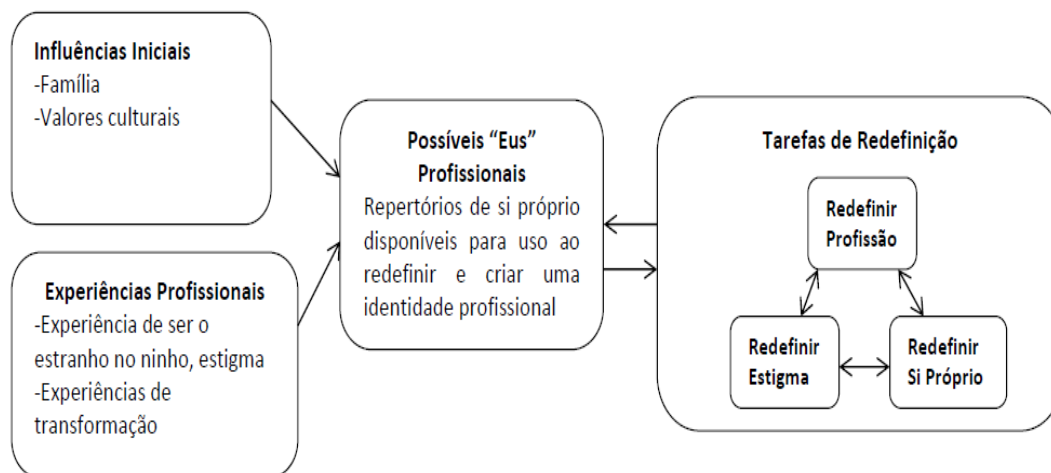 Influências Iniciais
-Família
-Valores culturais
Experiências Profissionais
-Experiência de ser o
estranho no ninho, estigma
-Experiências de
transformação
Possíveis “Eus”
Profissionais
Repertórios de si próprio
disponíveis para uso ao
redefinir e criar uma
identidade profissional
Tarefas de Redefinição
Redefinir
Profissão
Redefinir
Estigma
Redefinir
Si Próprio